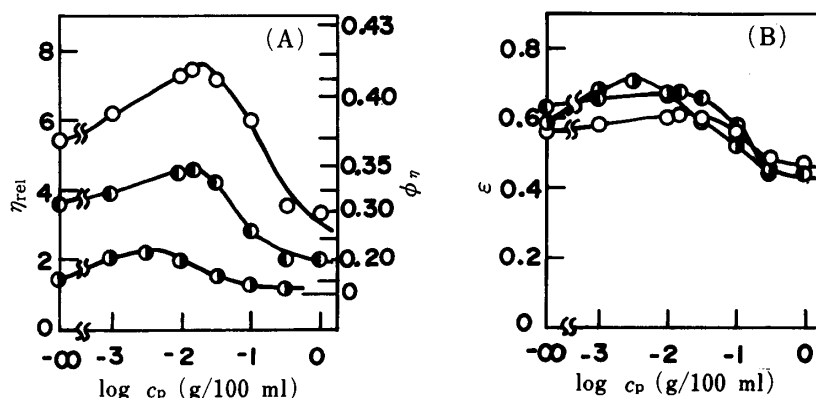 (A)
8
6
4
2
0
η_rel
0.43
0.40
0.35
0.30
0.20
0
ϕ_η
-∞ -3 -2 -1 0
log c_p (g/100 ml)
(B)
0.8
0.6
0.4
0.2
0
ε
-∞ -3 -2 -1 0
log c_p (g/100 ml)